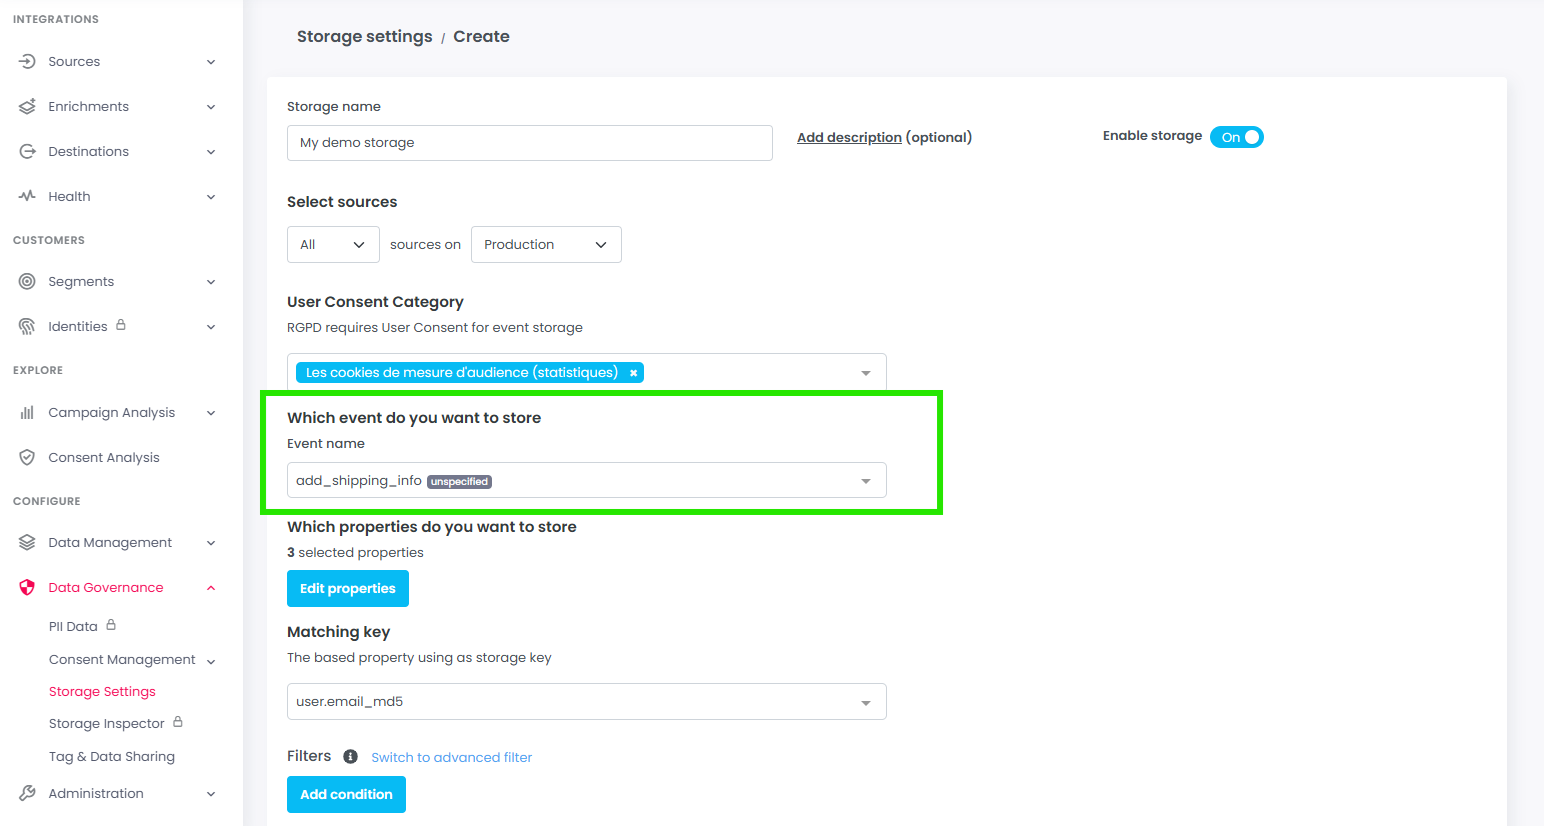 INTEGRATIONS
Sources
Enrichments
Destinations
Health
CUSTOMERS
Segments
Identities
EXPLORE
Campaign Analysis
Consent Analysis
CONFIGURE
Data Management
Data Governance
PII Data
Consent Management
Storage Settings
Storage Inspector
Tag & Data Sharing
Administration
Storage settings / Create
Storage name
My demo storage
Add description (optional)
Enable storage On
Select sources
All sources on Production
User Consent Category
RGPD requires User Consent for event storage
Les cookies de mesure d'audience (statistiques) ×
Which event do you want to store
Event name
add_shipping_info unspecified
Which properties do you want to store
3 selected properties
Edit properties
Matching key
The based property using as storage key
user.email_md5
Filters i Switch to advanced filter
Add condition